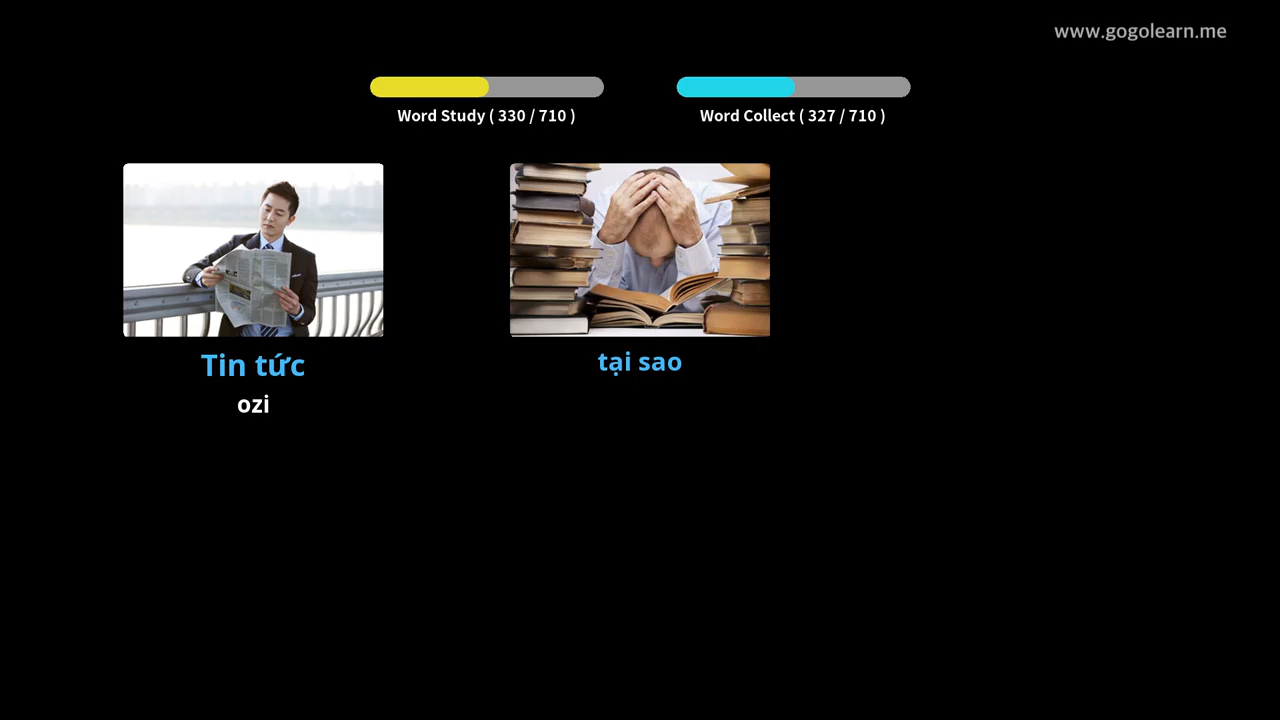 www.gogolearn.me
Word Study ( 330 / 710 )
Word Collect ( 327 / 710 )
Tin tức
ozi
tại sao